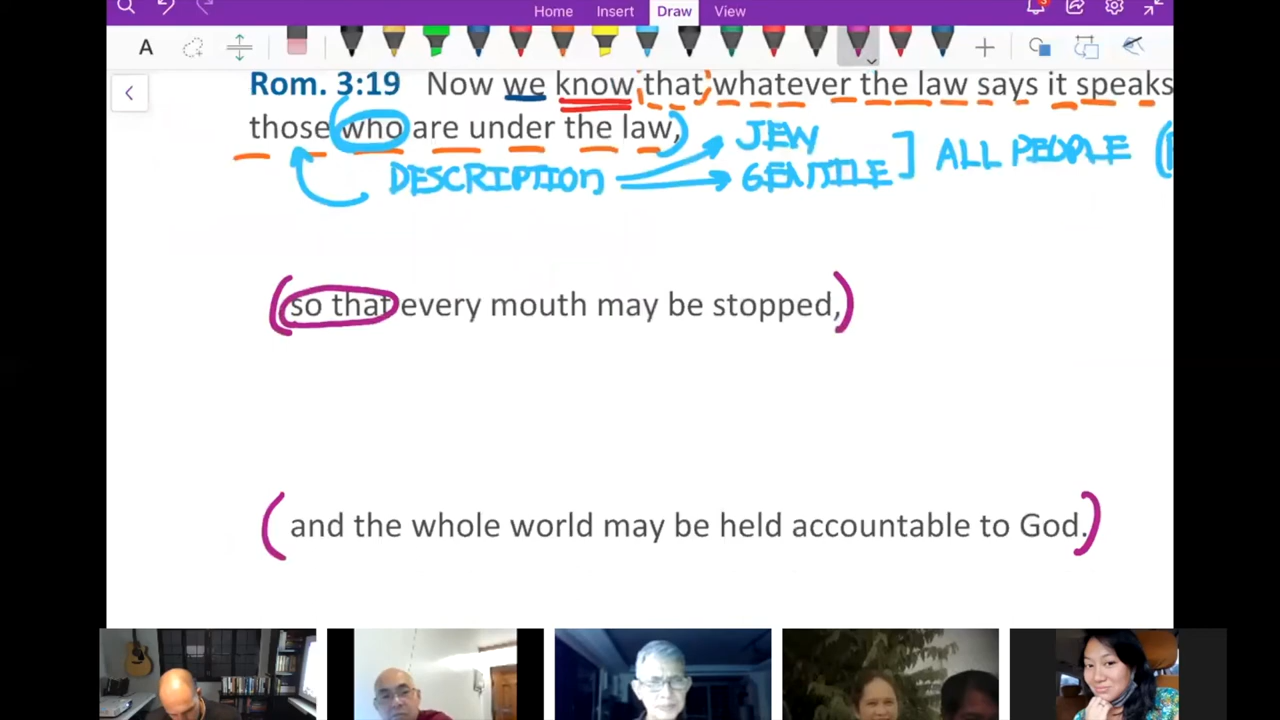 Home Insert Draw View
A
3
Rom. 3:19 Now we know that whatever the law says it speaks
those who are under the law,
JEW
DESCRIPTION
GENTILE
ALL PEOPLE
so that every mouth may be stopped,
and the whole world may be held accountable to God.